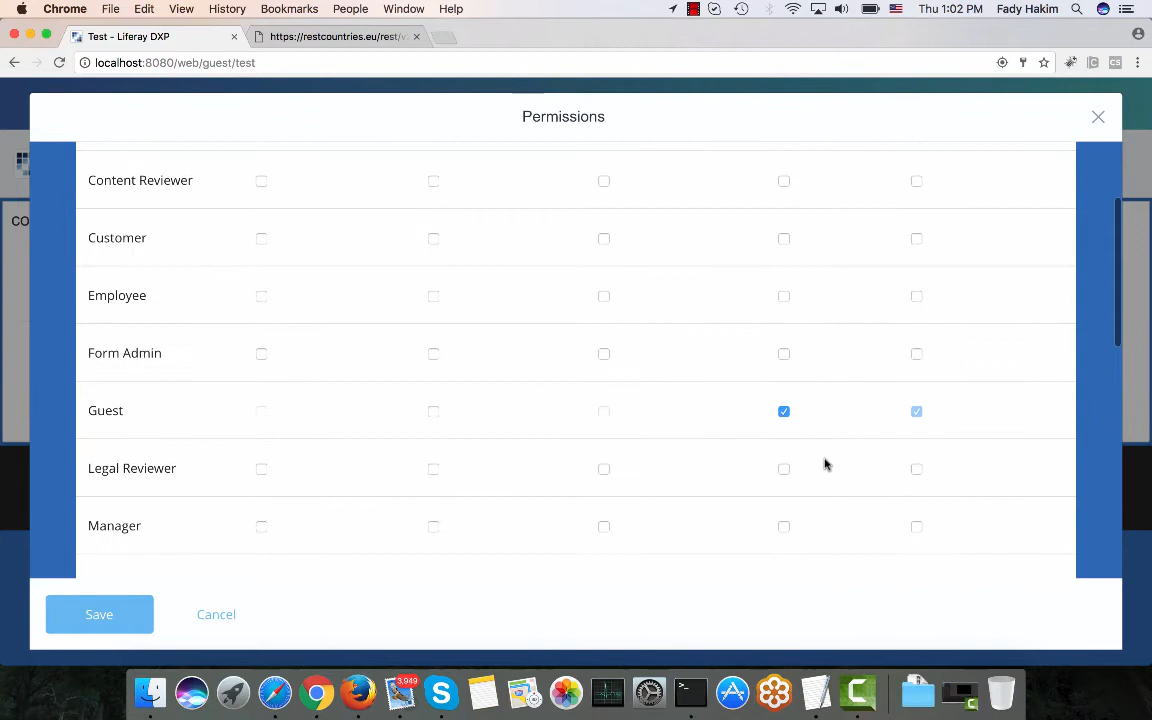 Chrome File Edit View History Bookmarks People Window Help Thu 1:02 PM Fady Hakim
Test - Liferay DXP https://restcountries.eu/rest/v
localhost:8080/web/guest/test
Permissions
Content Reviewer
CO
Customer
Employee
Form Admin
Guest
Legal Reviewer
Manager
Save Cancel
3,949